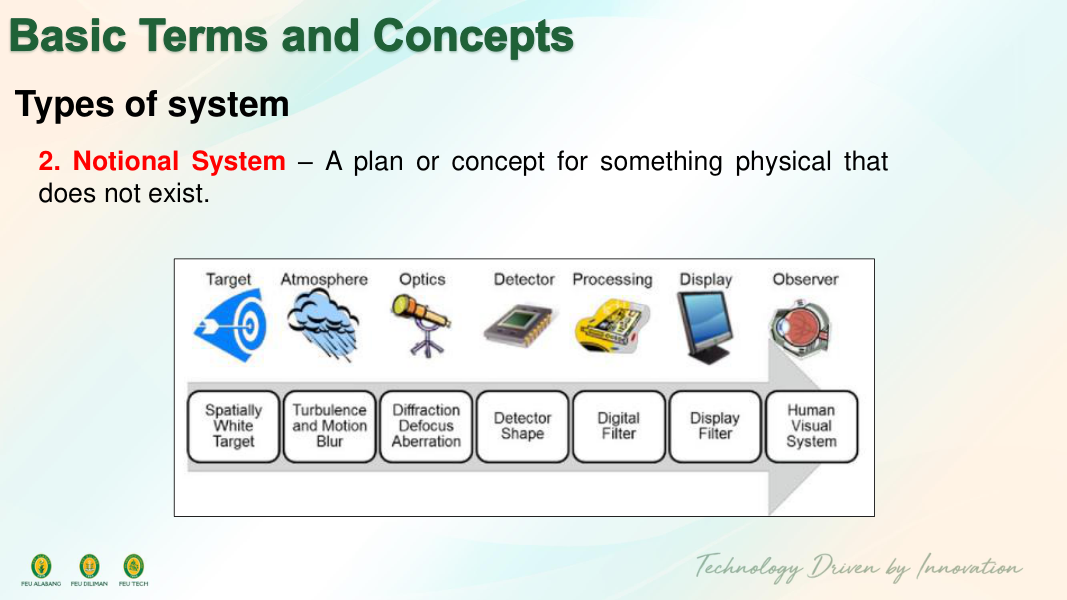 Basic Terms and Concepts
Types of system
2. Notional System – A plan or concept for something physical that
does not exist.
Target Atmosphere Optics Detector Processing Display Observer
Spatially
White
Target
Turbulence
and Motion
Blur
Diffraction
Defocus
Aberration
Detector
Shape
Digital
Filter
Display
Filter
Human
Visual
System
FEU ALABANG FEU DILIMAN FEU TECH
Technology Driven by Innovation